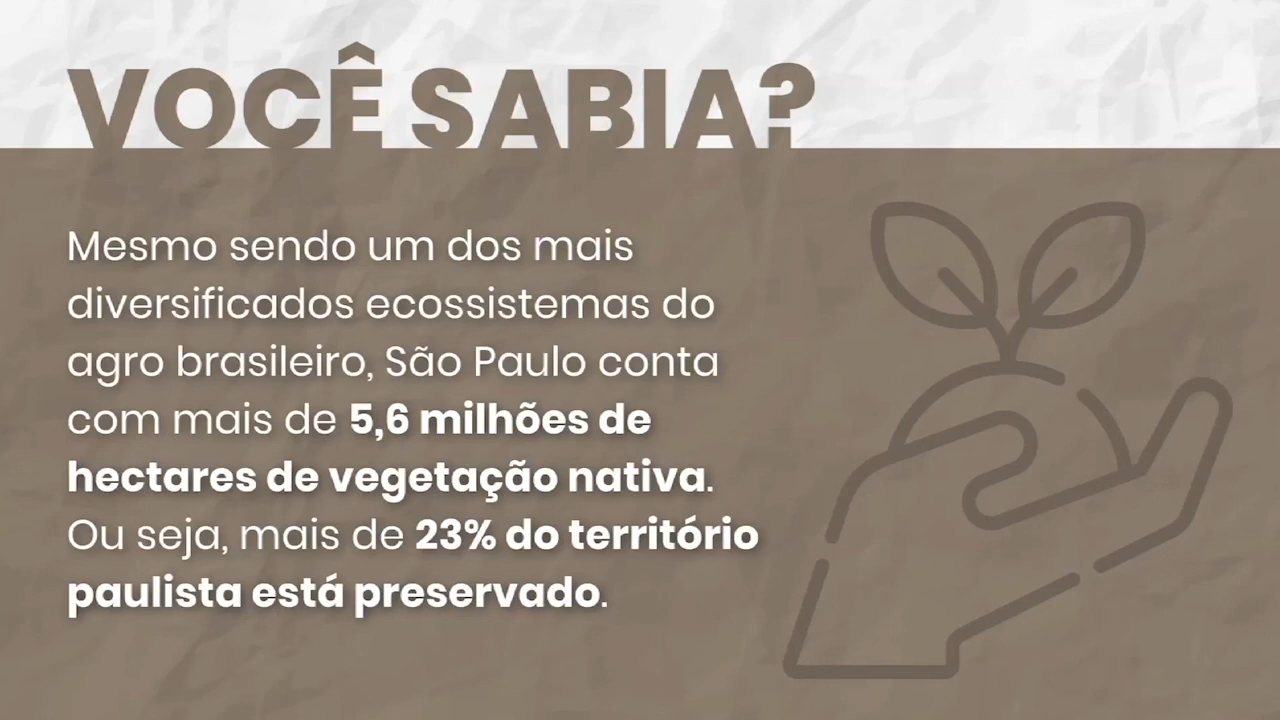 VOCÊ SABIA?
Mesmo sendo um dos mais
diversificados ecossistemas do
agro brasileiro, São Paulo conta
com mais de 5,6 milhões de
hectares de vegetação nativa.
Ou seja, mais de 23% do território
paulista está preservado.